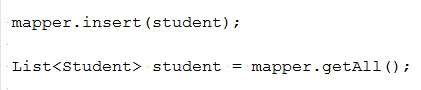 mapper.insert(student);
List<Student> student = mapper.getAll();